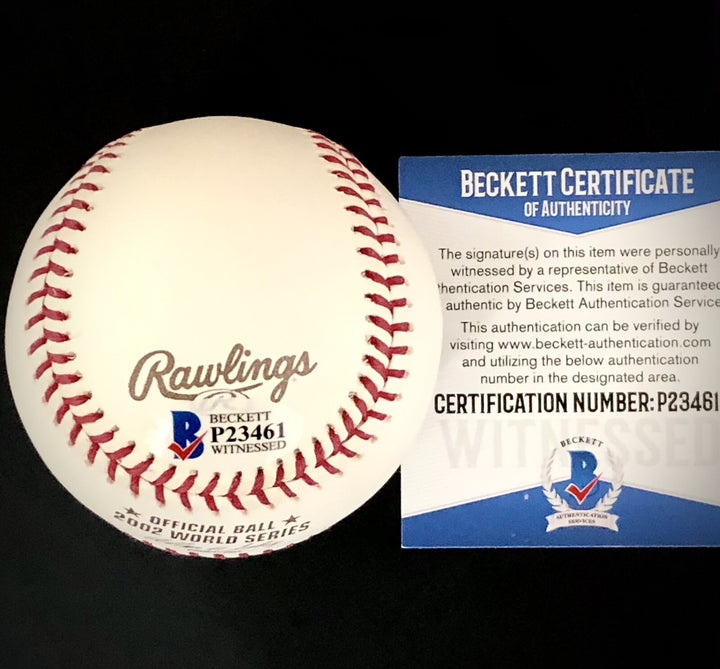 Rawlings
R
BECKETT
P23461
WITNESSED
B
OFFICIAL BALL
2002 WORLD SERIES
BECKETT CERTIFICATE
OF AUTHENTICITY
The signature(s) on this item were personally
witnessed by a representative of Beckett
hentication Services. This item is guaranteed
authentic by Beckett Authentication Service
This authentication can be verified by
visiting www.beckett-authentication.com
and utilizing the below authentication
number in the designated area.
CERTIFICATION NUMBER: P23461
WITNESSED
BECKETT
B
AUTHENTICATION
SERVICES